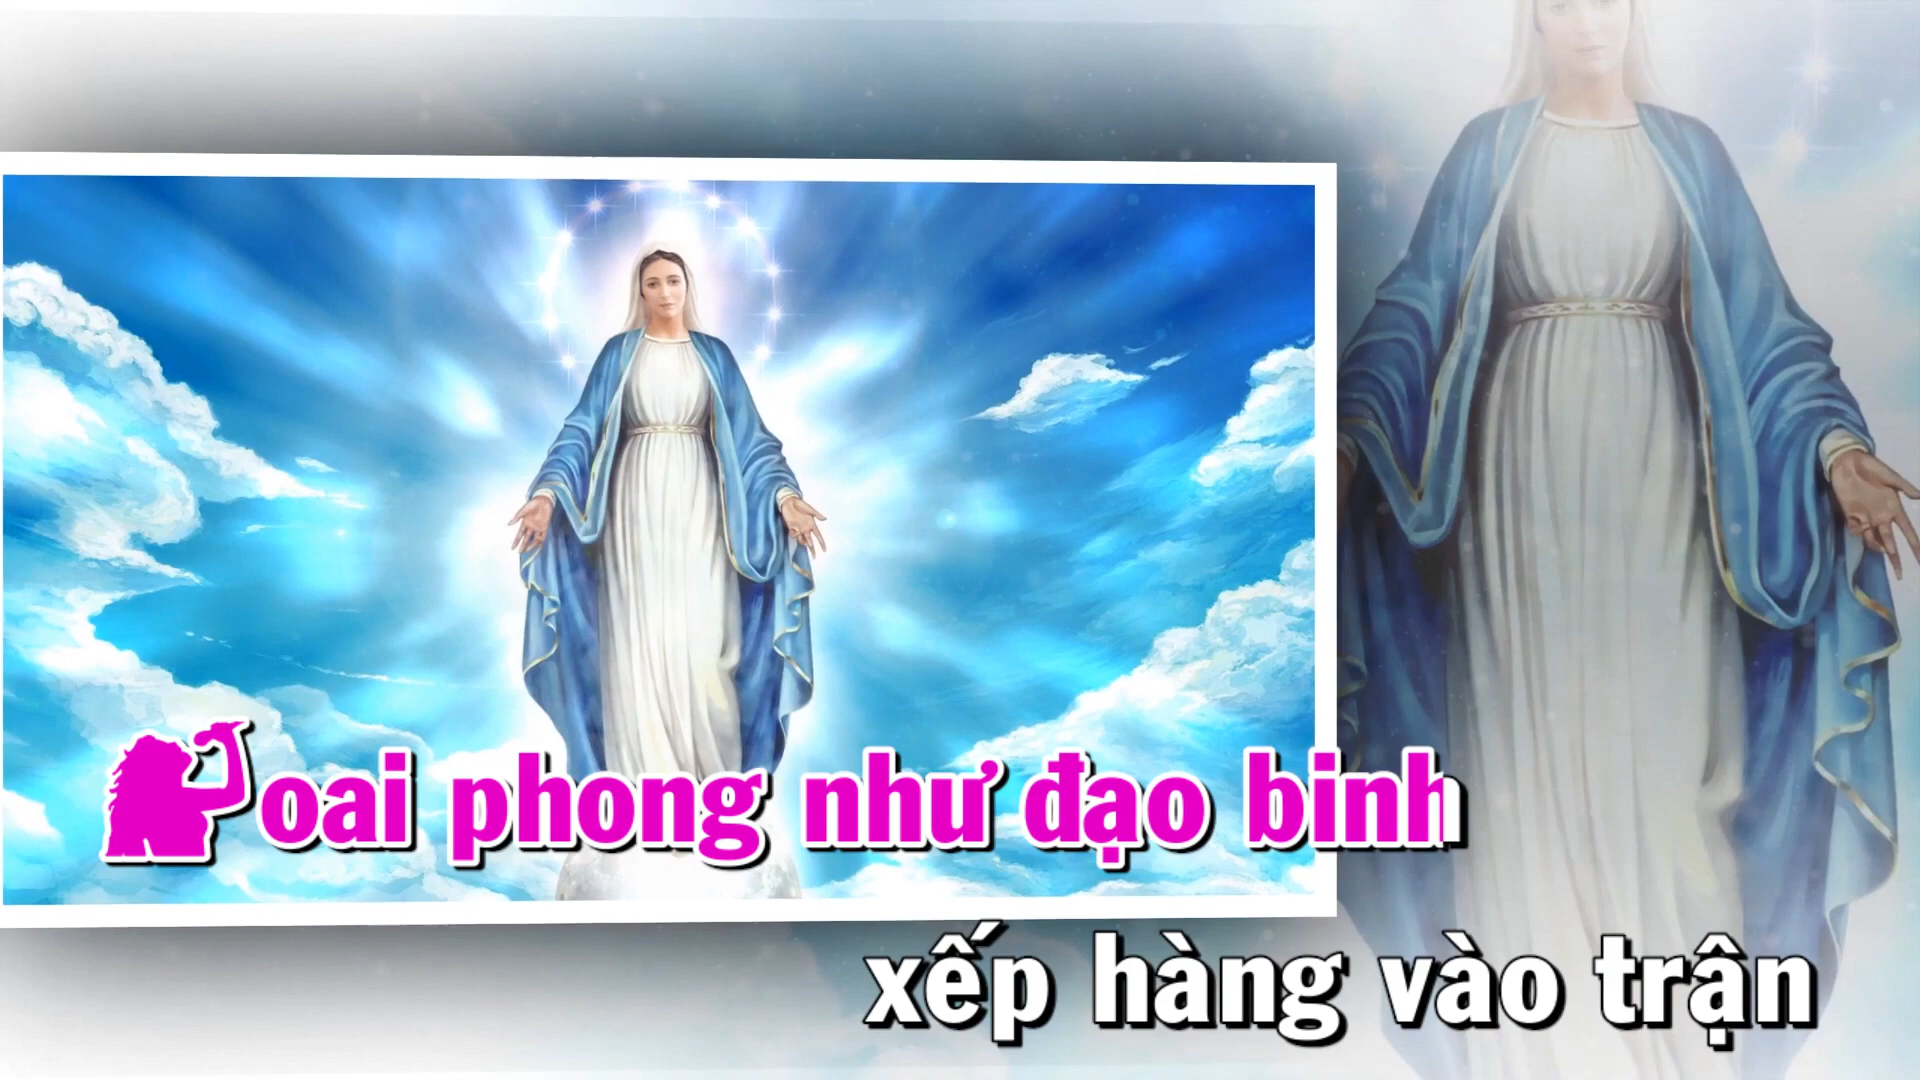 oai phong như đạo binh
xếp hàng vào trận